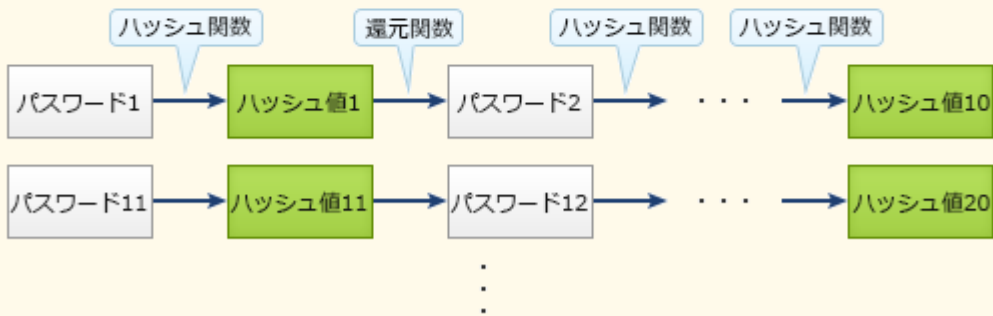 ハッシュ関数 還元関数 ハッシュ関数 ハッシュ関数
パスワード1 ハッシュ値1 パスワード2 ・・・ ハッシュ値10
パスワード11 ハッシュ値11 パスワード12 ・・・ ハッシュ値20